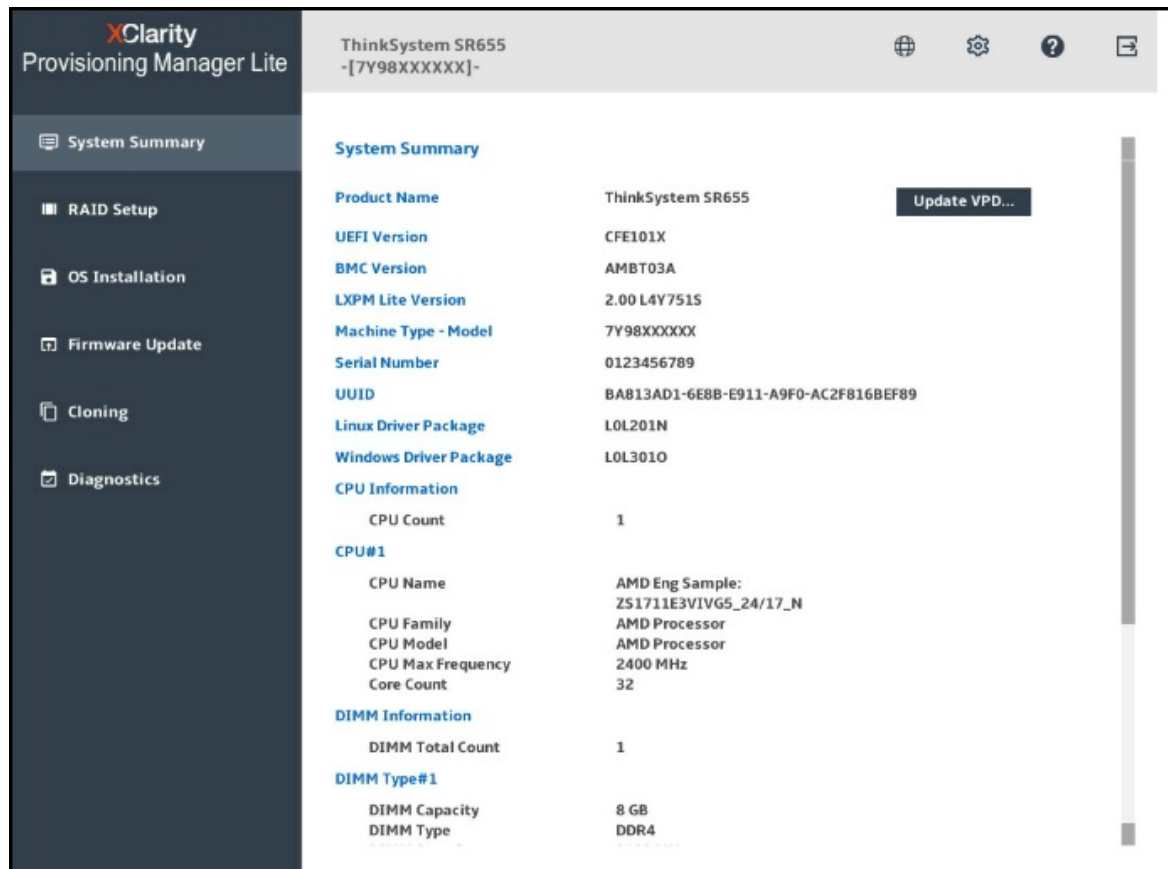 XClarity
Provisioning Manager Lite
ThinkSystem SR655
-[7Y98XXXXXX]-
System Summary
RAID Setup
OS Installation
Firmware Update
Cloning
Diagnostics
System Summary
Product Name ThinkSystem SR655 Update VPD...
UEFI Version CFE101X
BMC Version AMBT03A
LXPM Lite Version 2.00 L4Y751S
Machine Type - Model 7Y98XXXXXX
Serial Number 0123456789
UUID BA813AD1-6E8B-E911-A9F0-AC2F816BEF89
Linux Driver Package L0L201N
Windows Driver Package L0L301O
CPU Information
CPU Count 1
CPU#1
CPU Name AMD Eng Sample:
ZS1711E3VIVG5_24/17_N
CPU Family AMD Processor
CPU Model AMD Processor
CPU Max Frequency 2400 MHz
Core Count 32
DIMM Information
DIMM Total Count 1
DIMM Type#1
DIMM Capacity 8 GB
DIMM Type DDR4